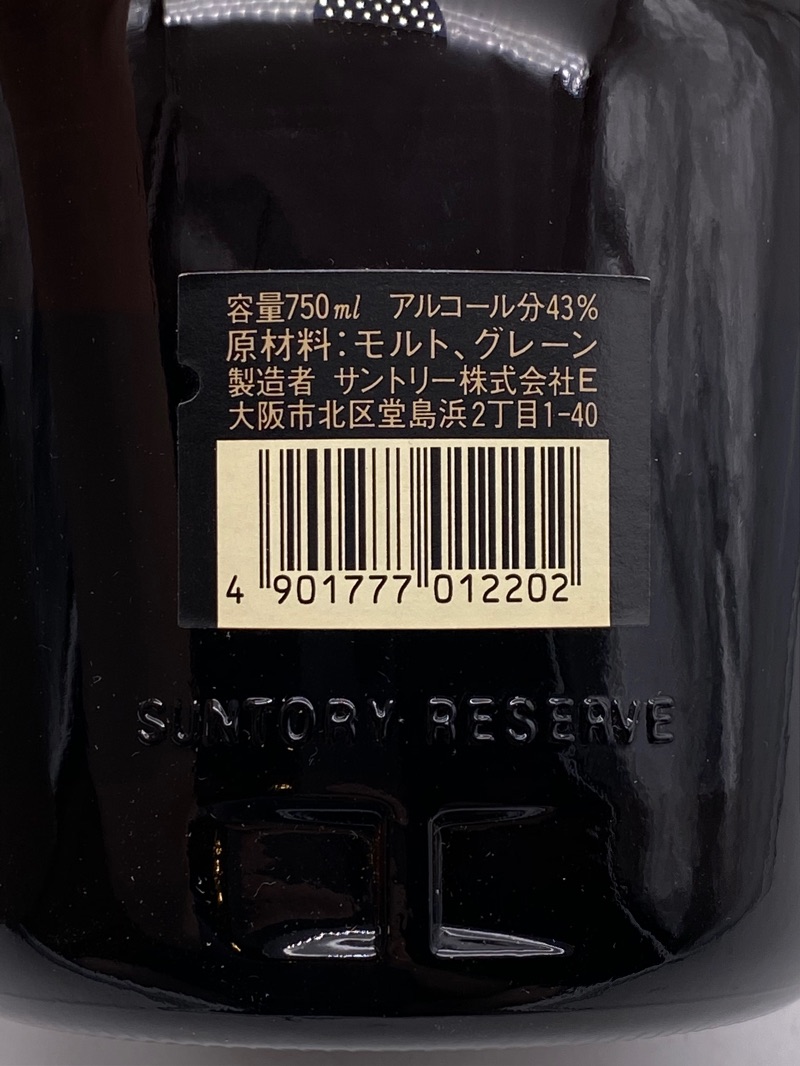 容量750ml アルコール分43%
原材料:モルト、グレーン
製造者 サントリー株式会社E
大阪市北区堂島浜2丁目1-40
4 901777 012202
SUNTORY RESERVE